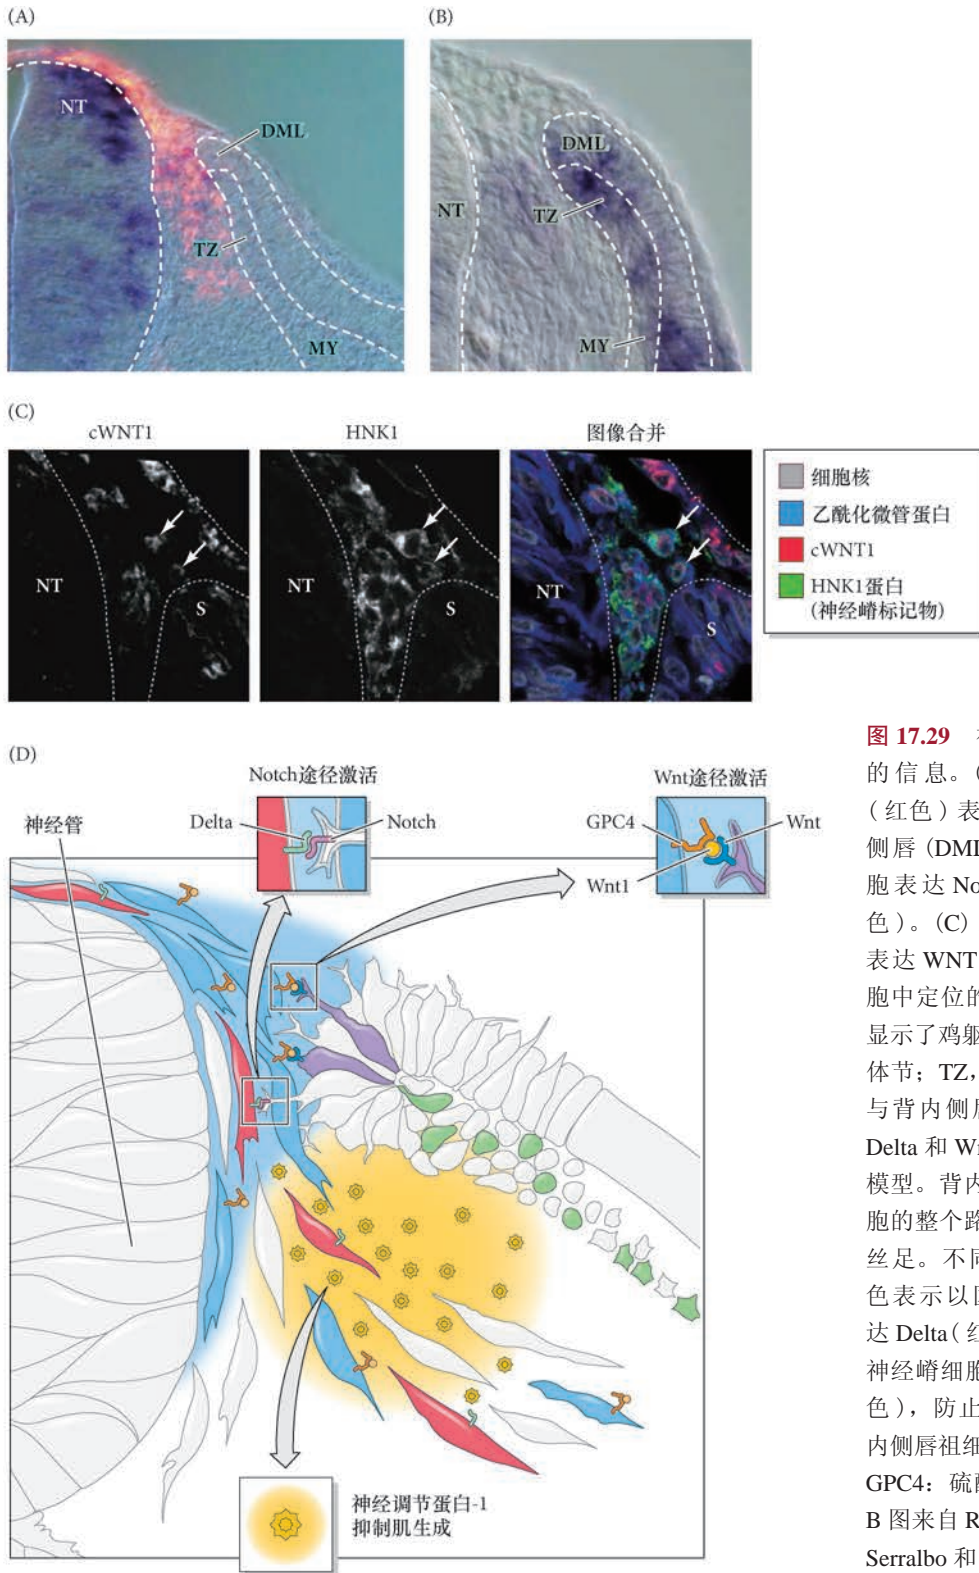 (A)
(B)
NT
DML
TZ
MY
DML
NT
TZ
MY
(C)
cWNT1
HNK1
图像合并
NT
S
NT
S
细胞核
乙酰化微管蛋白
cWNT1
HNK1蛋白
(神经嵴标记物)
(D)
Notch途径激活
Wnt途径激活
神经管
Delta
Notch
GPC4
Wnt
Wnt1
神经调节蛋白-1
抑制肌生成
图 17.29
的信息。(
(红色)表
侧唇 (DML
胞表达 No
色)。(C)
表达 WNT
胞中定位的
显示了鸡躯
体节；TZ，
与背内侧唇
Delta 和 Wn
模型。背内
胞的整个路
丝足。不同
色表示以
达 Delta(红
神经嵴细胞
色)，防止
内侧唇祖细
GPC4：硫酸
B 图来自 R
Serralbo 和